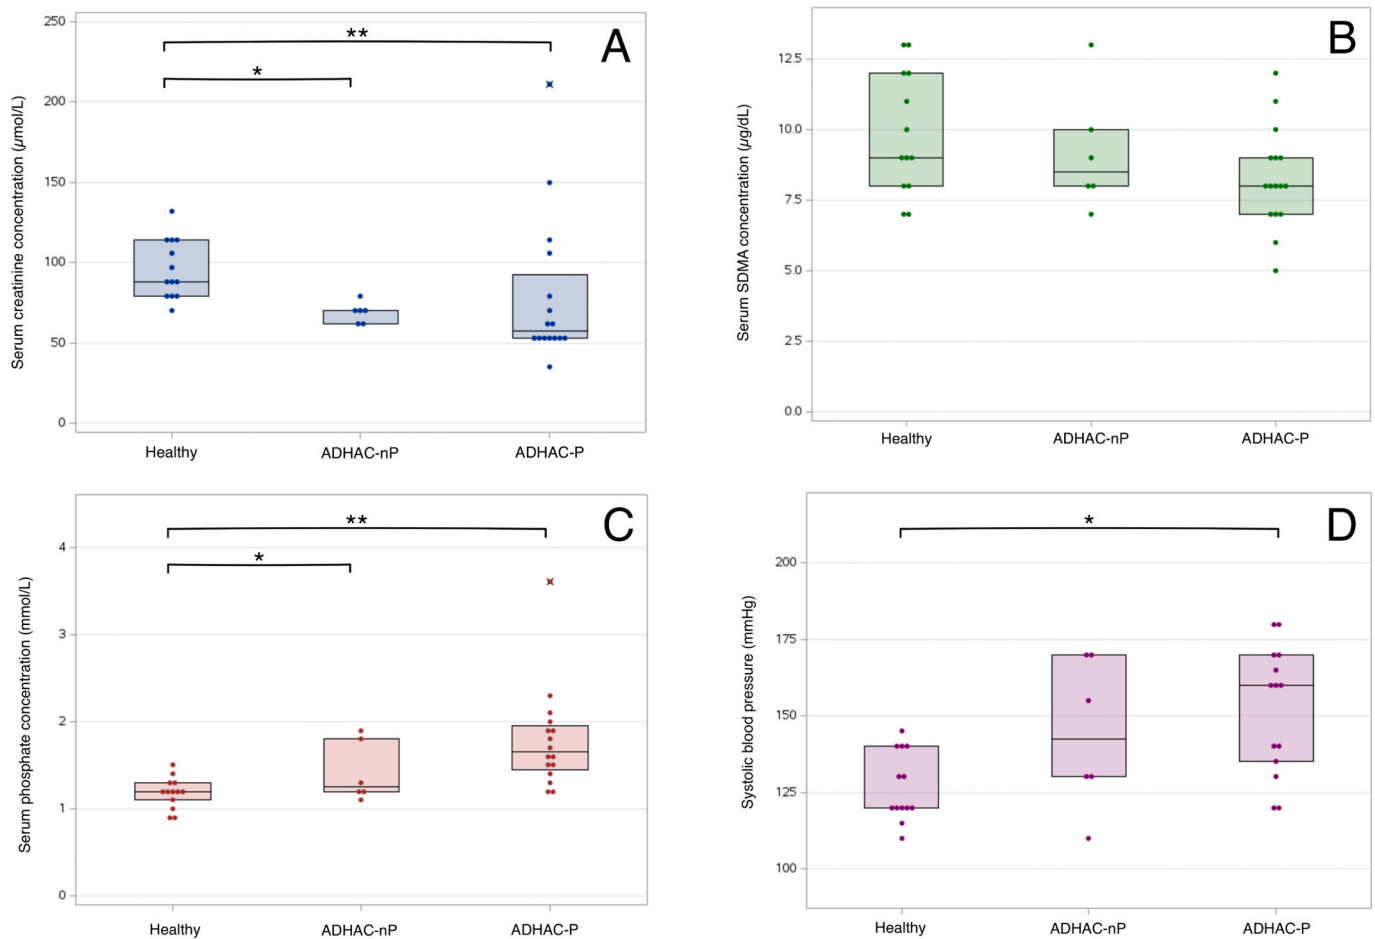 A
**
*
Serum creatinine concentration (µmol/L)
250
200
150
100
50
0
Healthy
ADHAC-nP
ADHAC-P
B
Serum SDMA concentration (µg/dL)
12.5
10.0
7.5
5.0
2.5
0.0
Healthy
ADHAC-nP
ADHAC-P
C
**
*
Serum phosphate concentration (mmol/L)
4
3
2
1
0
Healthy
ADHAC-nP
ADHAC-P
D
*
Systolic blood pressure (mmHg)
200
175
150
125
100
Healthy
ADHAC-nP
ADHAC-P